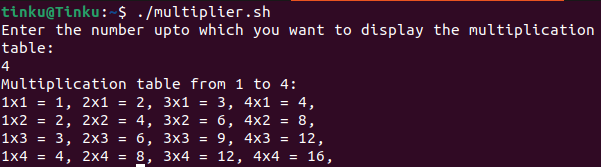 tinku@Tinku:~$ ./multiplier.sh
Enter the number upto which you want to display the multiplication
table:
4
Multiplication table from 1 to 4:
1x1 = 1, 2x1 = 2, 3x1 = 3, 4x1 = 4,
1x2 = 2, 2x2 = 4, 3x2 = 6, 4x2 = 8,
1x3 = 3, 2x3 = 6, 3x3 = 9, 4x3 = 12,
1x4 = 4, 2x4 = 8, 3x4 = 12, 4x4 = 16,